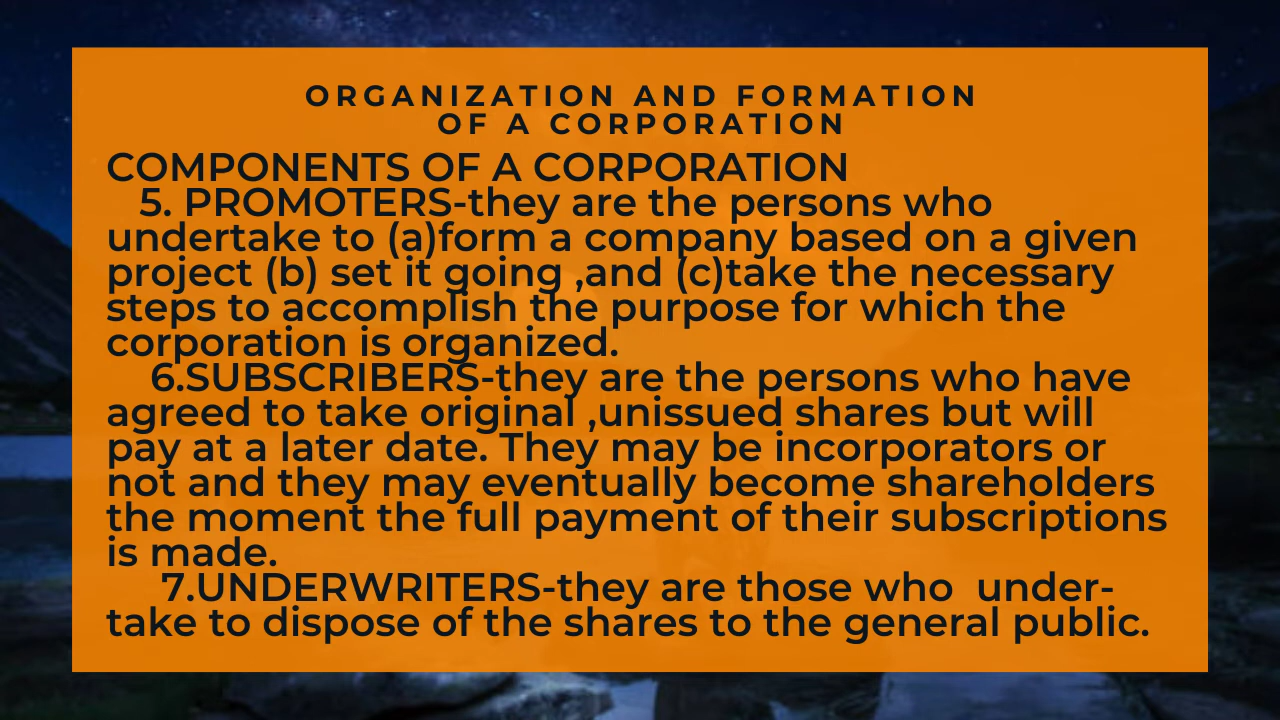 ORGANIZATION AND FORMATION
OF A CORPORATION
COMPONENTS OF A CORPORATION
5. PROMOTERS-they are the persons who
undertake to (a)form a company based on a given
project (b) set it going ,and (c)take the necessary
steps to accomplish the purpose for which the
corporation is organized.
6.SUBSCRIBERS-they are the persons who have
agreed to take original ,unissued shares but will
pay at a later date. They may be incorporators or
not and they may eventually become shareholders
the moment the full payment of their subscriptions
is made.
7.UNDERWRITERS-they are those who  under-
take to dispose of the shares to the general public.